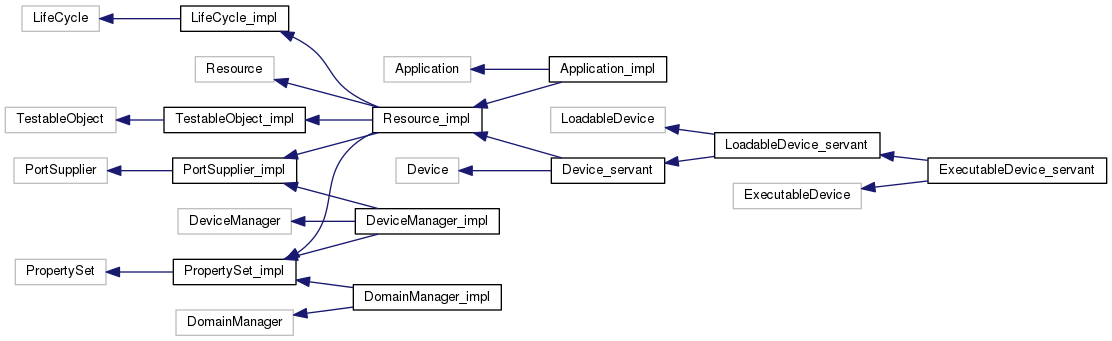 LifeCycle
LifeCycle_impl
Resource
Application
Application_impl
TestableObject
TestableObject_impl
Resource_impl
LoadableDevice
LoadableDevice_servant
PortSupplier
PortSupplier_impl
Device
Device_servant
ExecutableDevice_servant
ExecutableDevice
DeviceManager
DeviceManager_impl
PropertySet
PropertySet_impl
DomainManager_impl
DomainManager